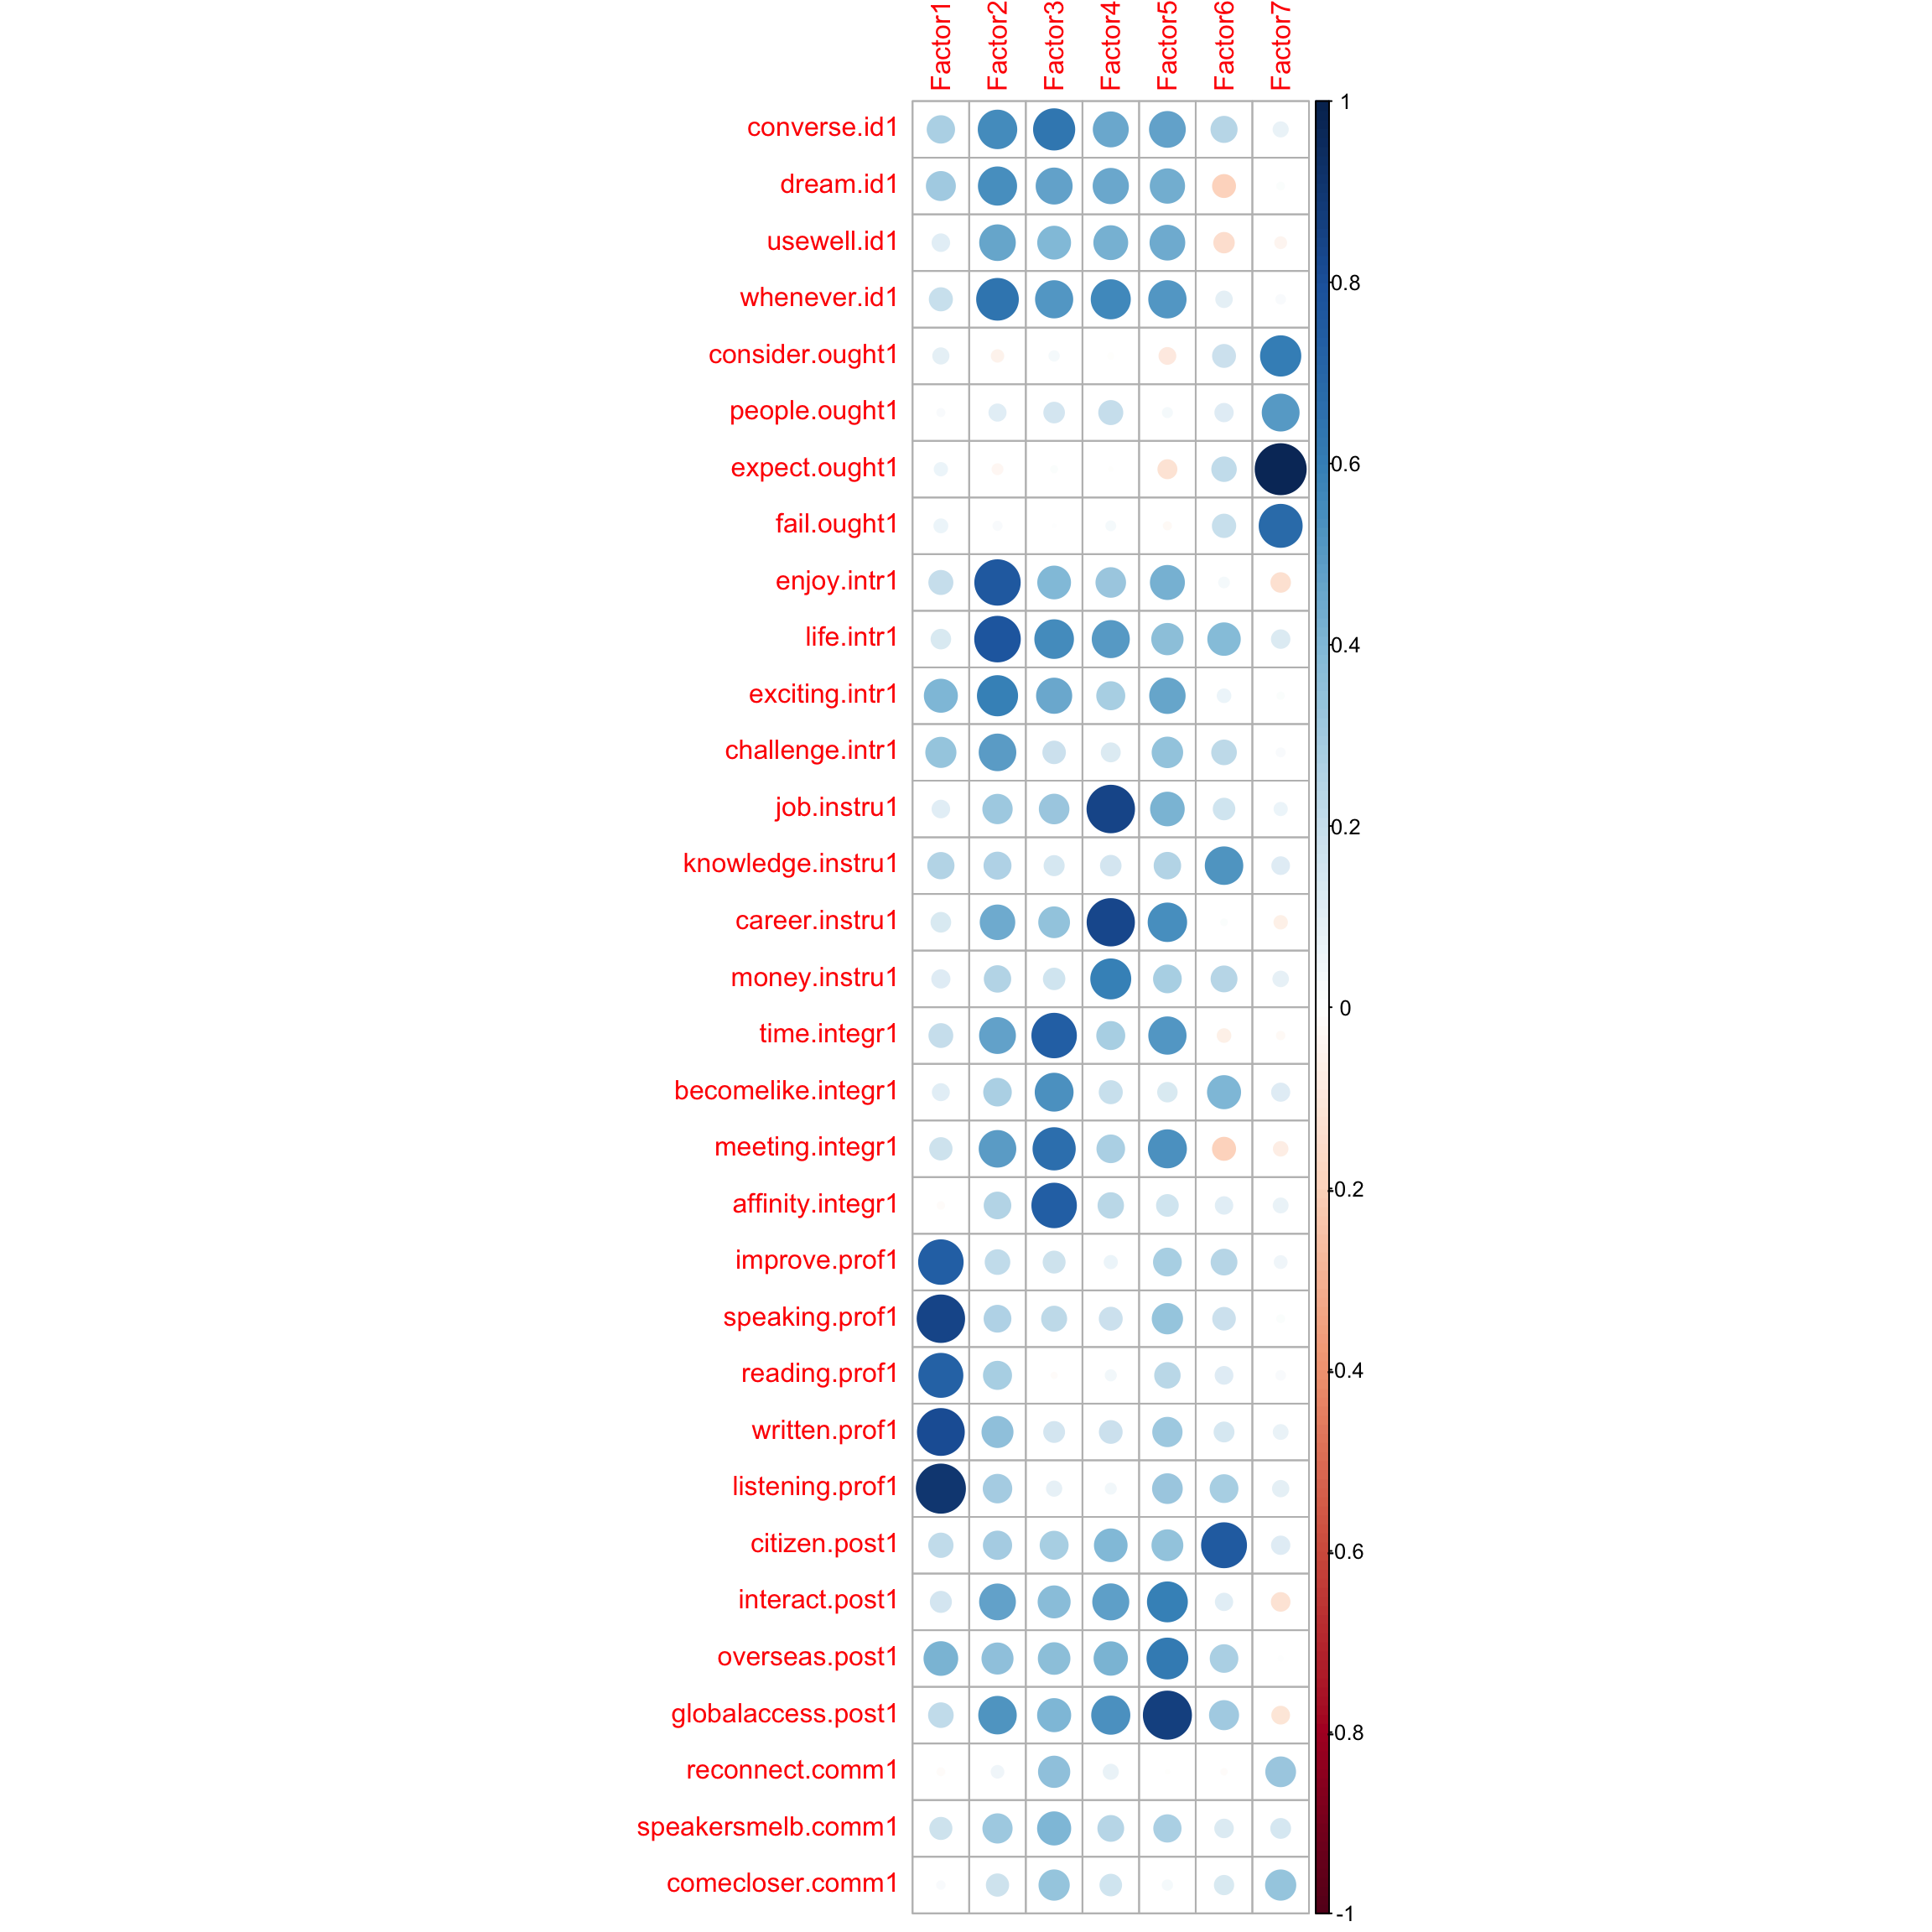 Factor1 Factor2 Factor3 Factor4 Factor5 Factor6 Factor7
converse.id1
dream.id1
usewell.id1
whenever.id1
consider.ought1
people.ought1
expect.ought1
fail.ought1
enjoy.intr1
life.intr1
exciting.intr1
challenge.intr1
job.instru1
knowledge.instru1
career.instru1
money.instru1
time.integr1
becomelike.integr1
meeting.integr1
affinity.integr1
improve.prof1
speaking.prof1
reading.prof1
written.prof1
listening.prof1
citizen.post1
interact.post1
overseas.post1
globalaccess.post1
reconnect.comm1
speakersmelb.comm1
comecloser.comm1
1
0.8
0.6
0.4
0.2
0
-0.2
-0.4
-0.6
-0.8
-1